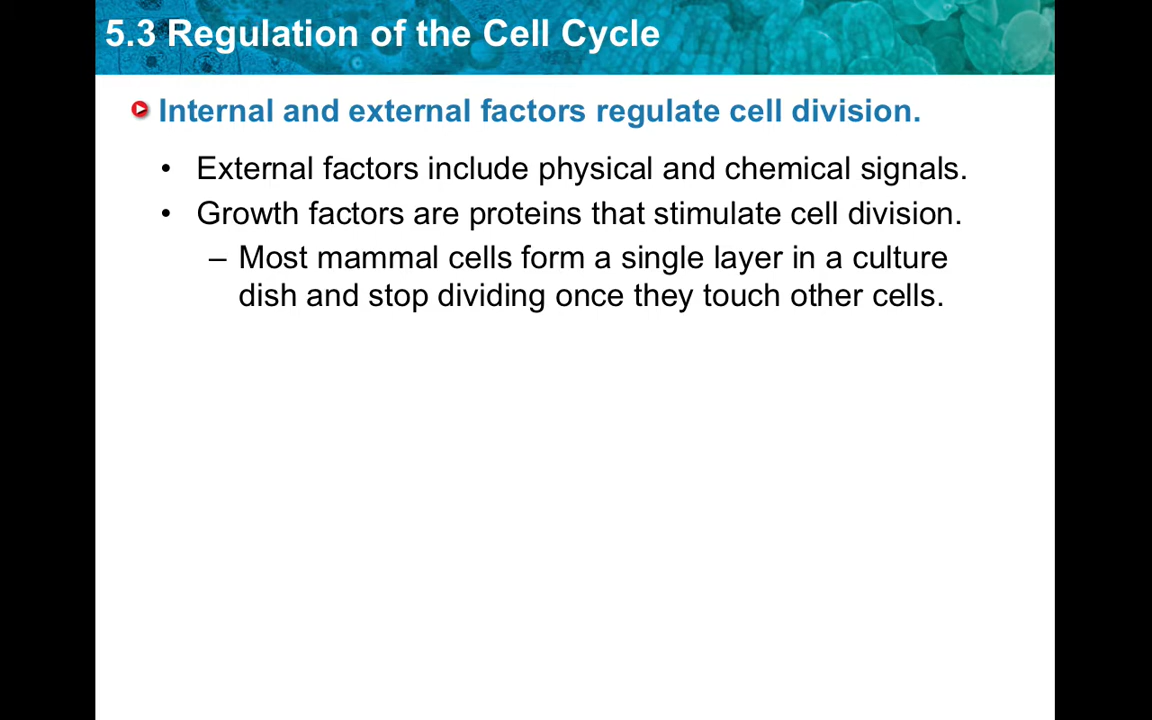 5.3 Regulation of the Cell Cycle
Internal and external factors regulate cell division.
• External factors include physical and chemical signals.
• Growth factors are proteins that stimulate cell division.
– Most mammal cells form a single layer in a culture
dish and stop dividing once they touch other cells.